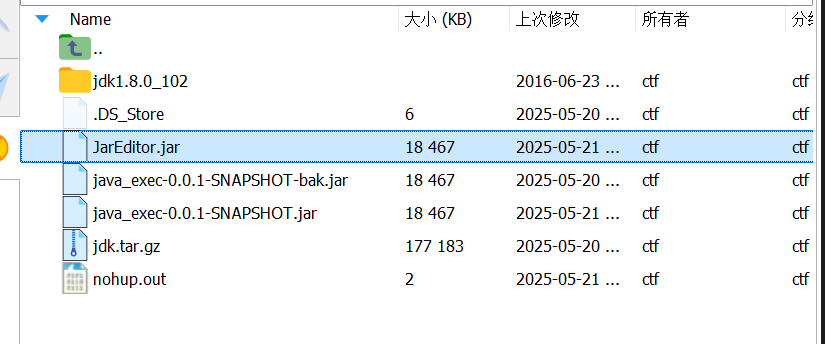 Name 大小 (KB) 上次修改 所有者 分组
..
jdk1.8.0_102 2016-06-23 ... ctf ctf
.DS_Store 6 2025-05-20 ... ctf ctf
JarEditor.jar 18 467 2025-05-21 ... ctf ctf
java_exec-0.0.1-SNAPSHOT-bak.jar 18 467 2025-05-20 ... ctf ctf
java_exec-0.0.1-SNAPSHOT.jar 18 467 2025-05-21 ... ctf ctf
jdk.tar.gz 177 183 2025-05-20 ... ctf ctf
nohup.out 2 2025-05-21 ... ctf ctf